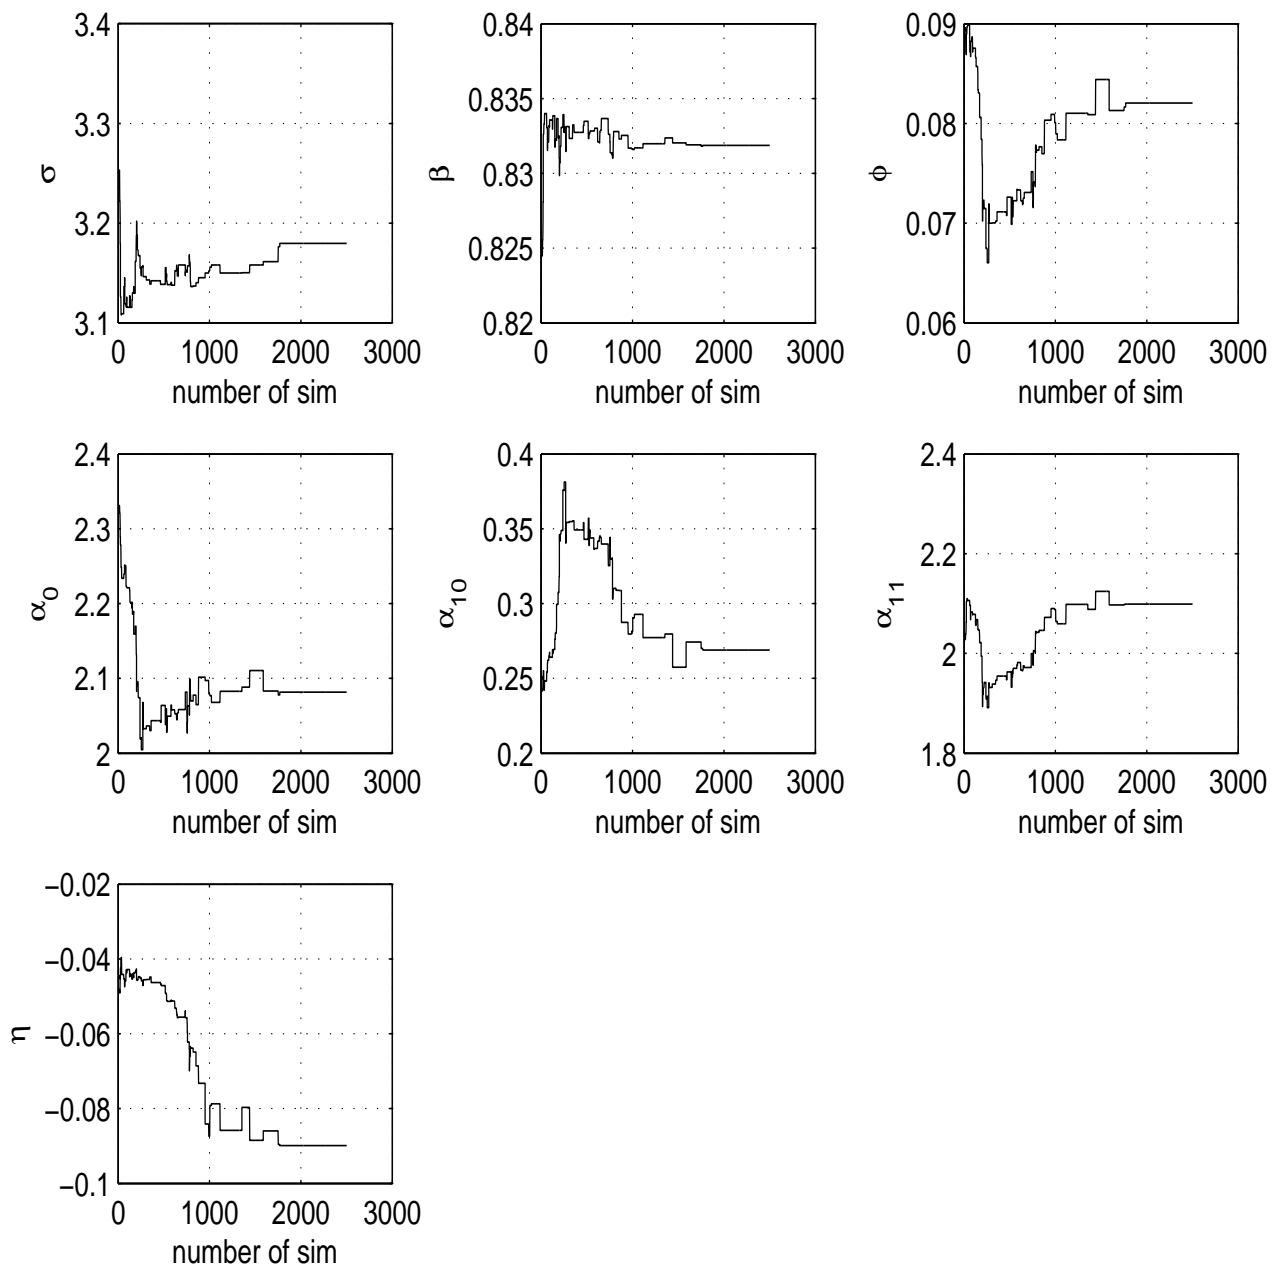 3.4
3.3
3.2
3.1
σ
0 1000 2000 3000
number of sim
0.84
0.835
0.83
0.825
0.82
β
0 1000 2000 3000
number of sim
0.09
0.08
0.07
0.06
ϕ
0 1000 2000 3000
number of sim
2.4
2.3
2.2
2.1
2
α0
0 1000 2000 3000
number of sim
0.4
0.35
0.3
0.25
0.2
α10
0 1000 2000 3000
number of sim
2.4
2.2
2
1.8
α11
0 1000 2000 3000
number of sim
−0.02
−0.04
−0.06
−0.08
−0.1
η
0 1000 2000 3000
number of sim